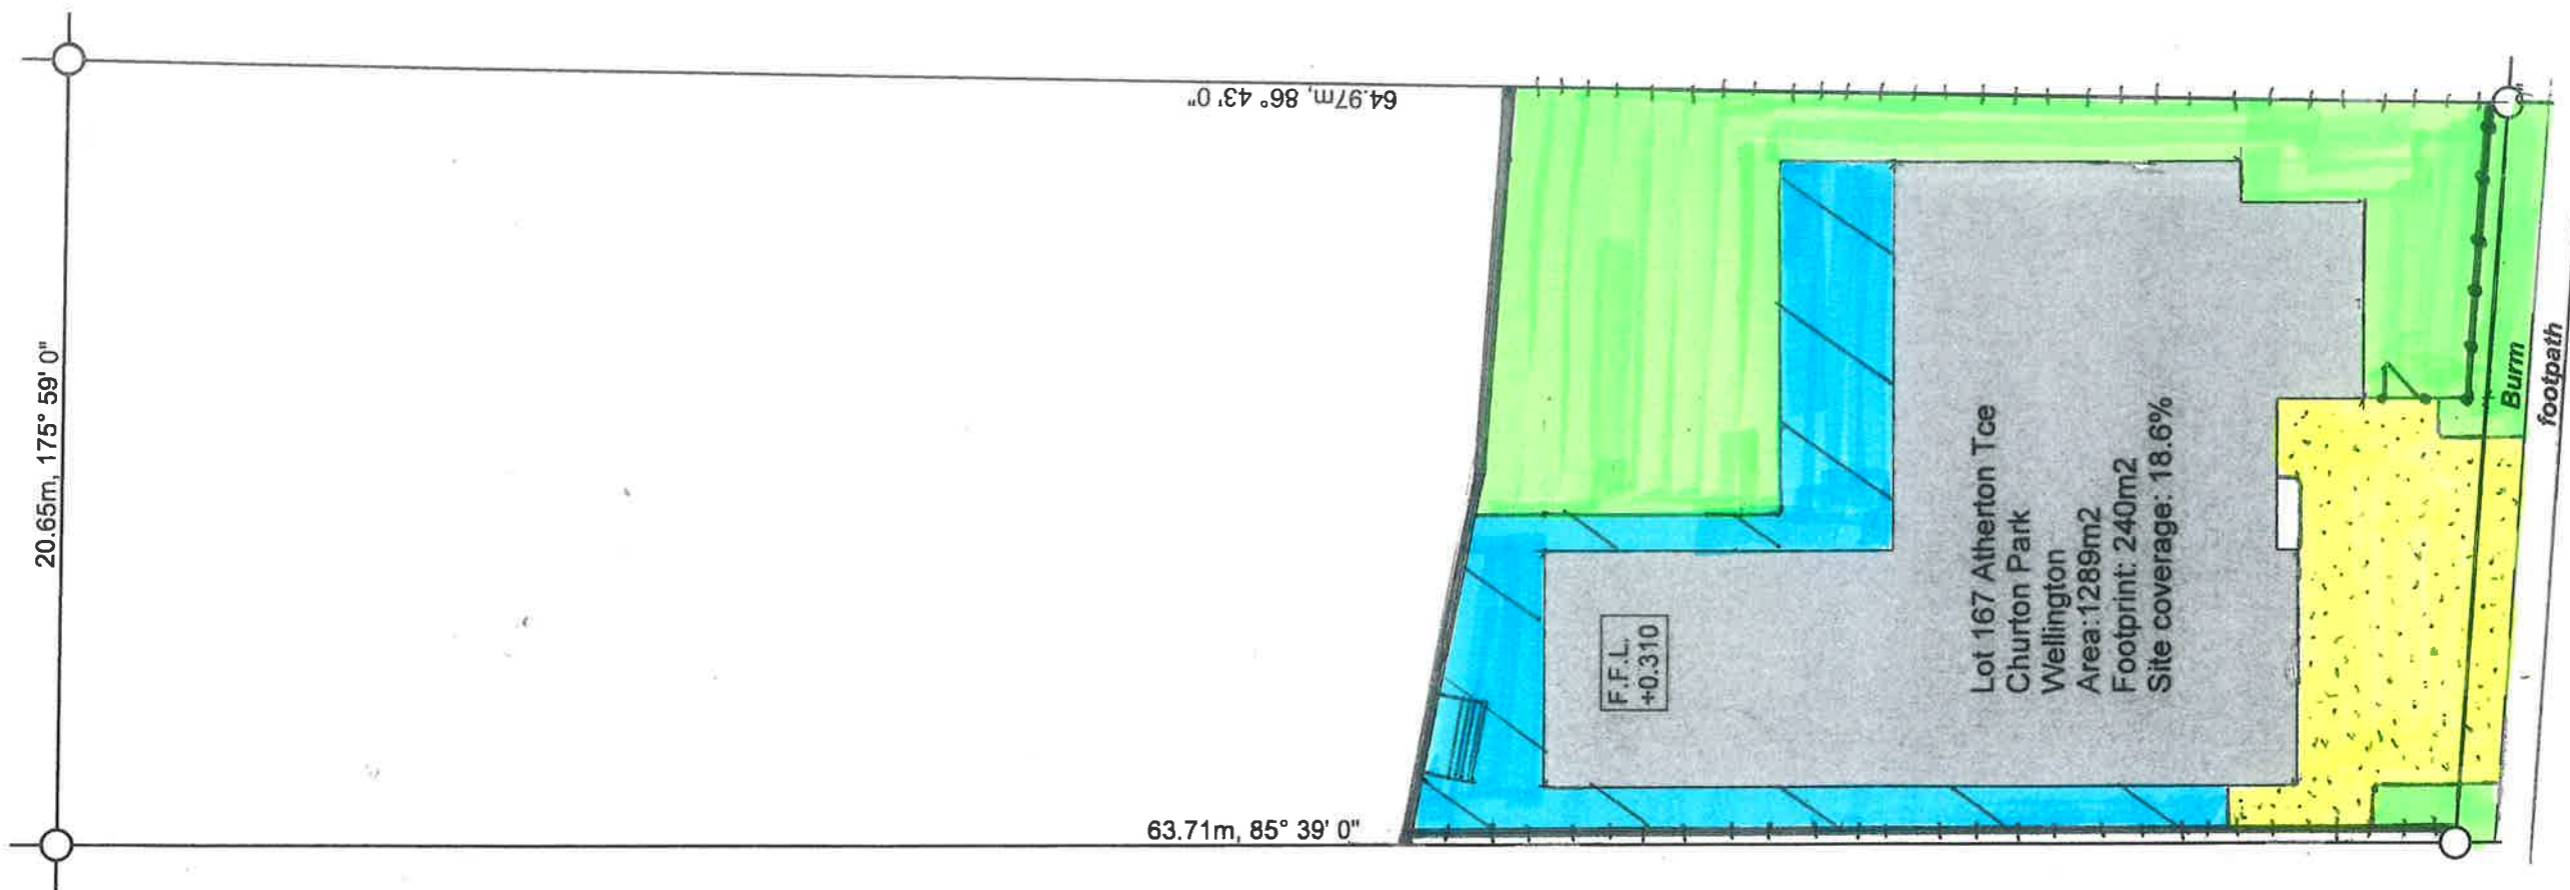 64.97m, 86° 43' 0"
20.65m, 175° 59' 0"
63.71m, 85° 39' 0"
F.F.L.
+0.310
Lot 167 Atherton Tce
Churton Park
Wellington
Area:1289m2
Footprint: 240m2
Site coverage: 18.6%
Burm
footpath